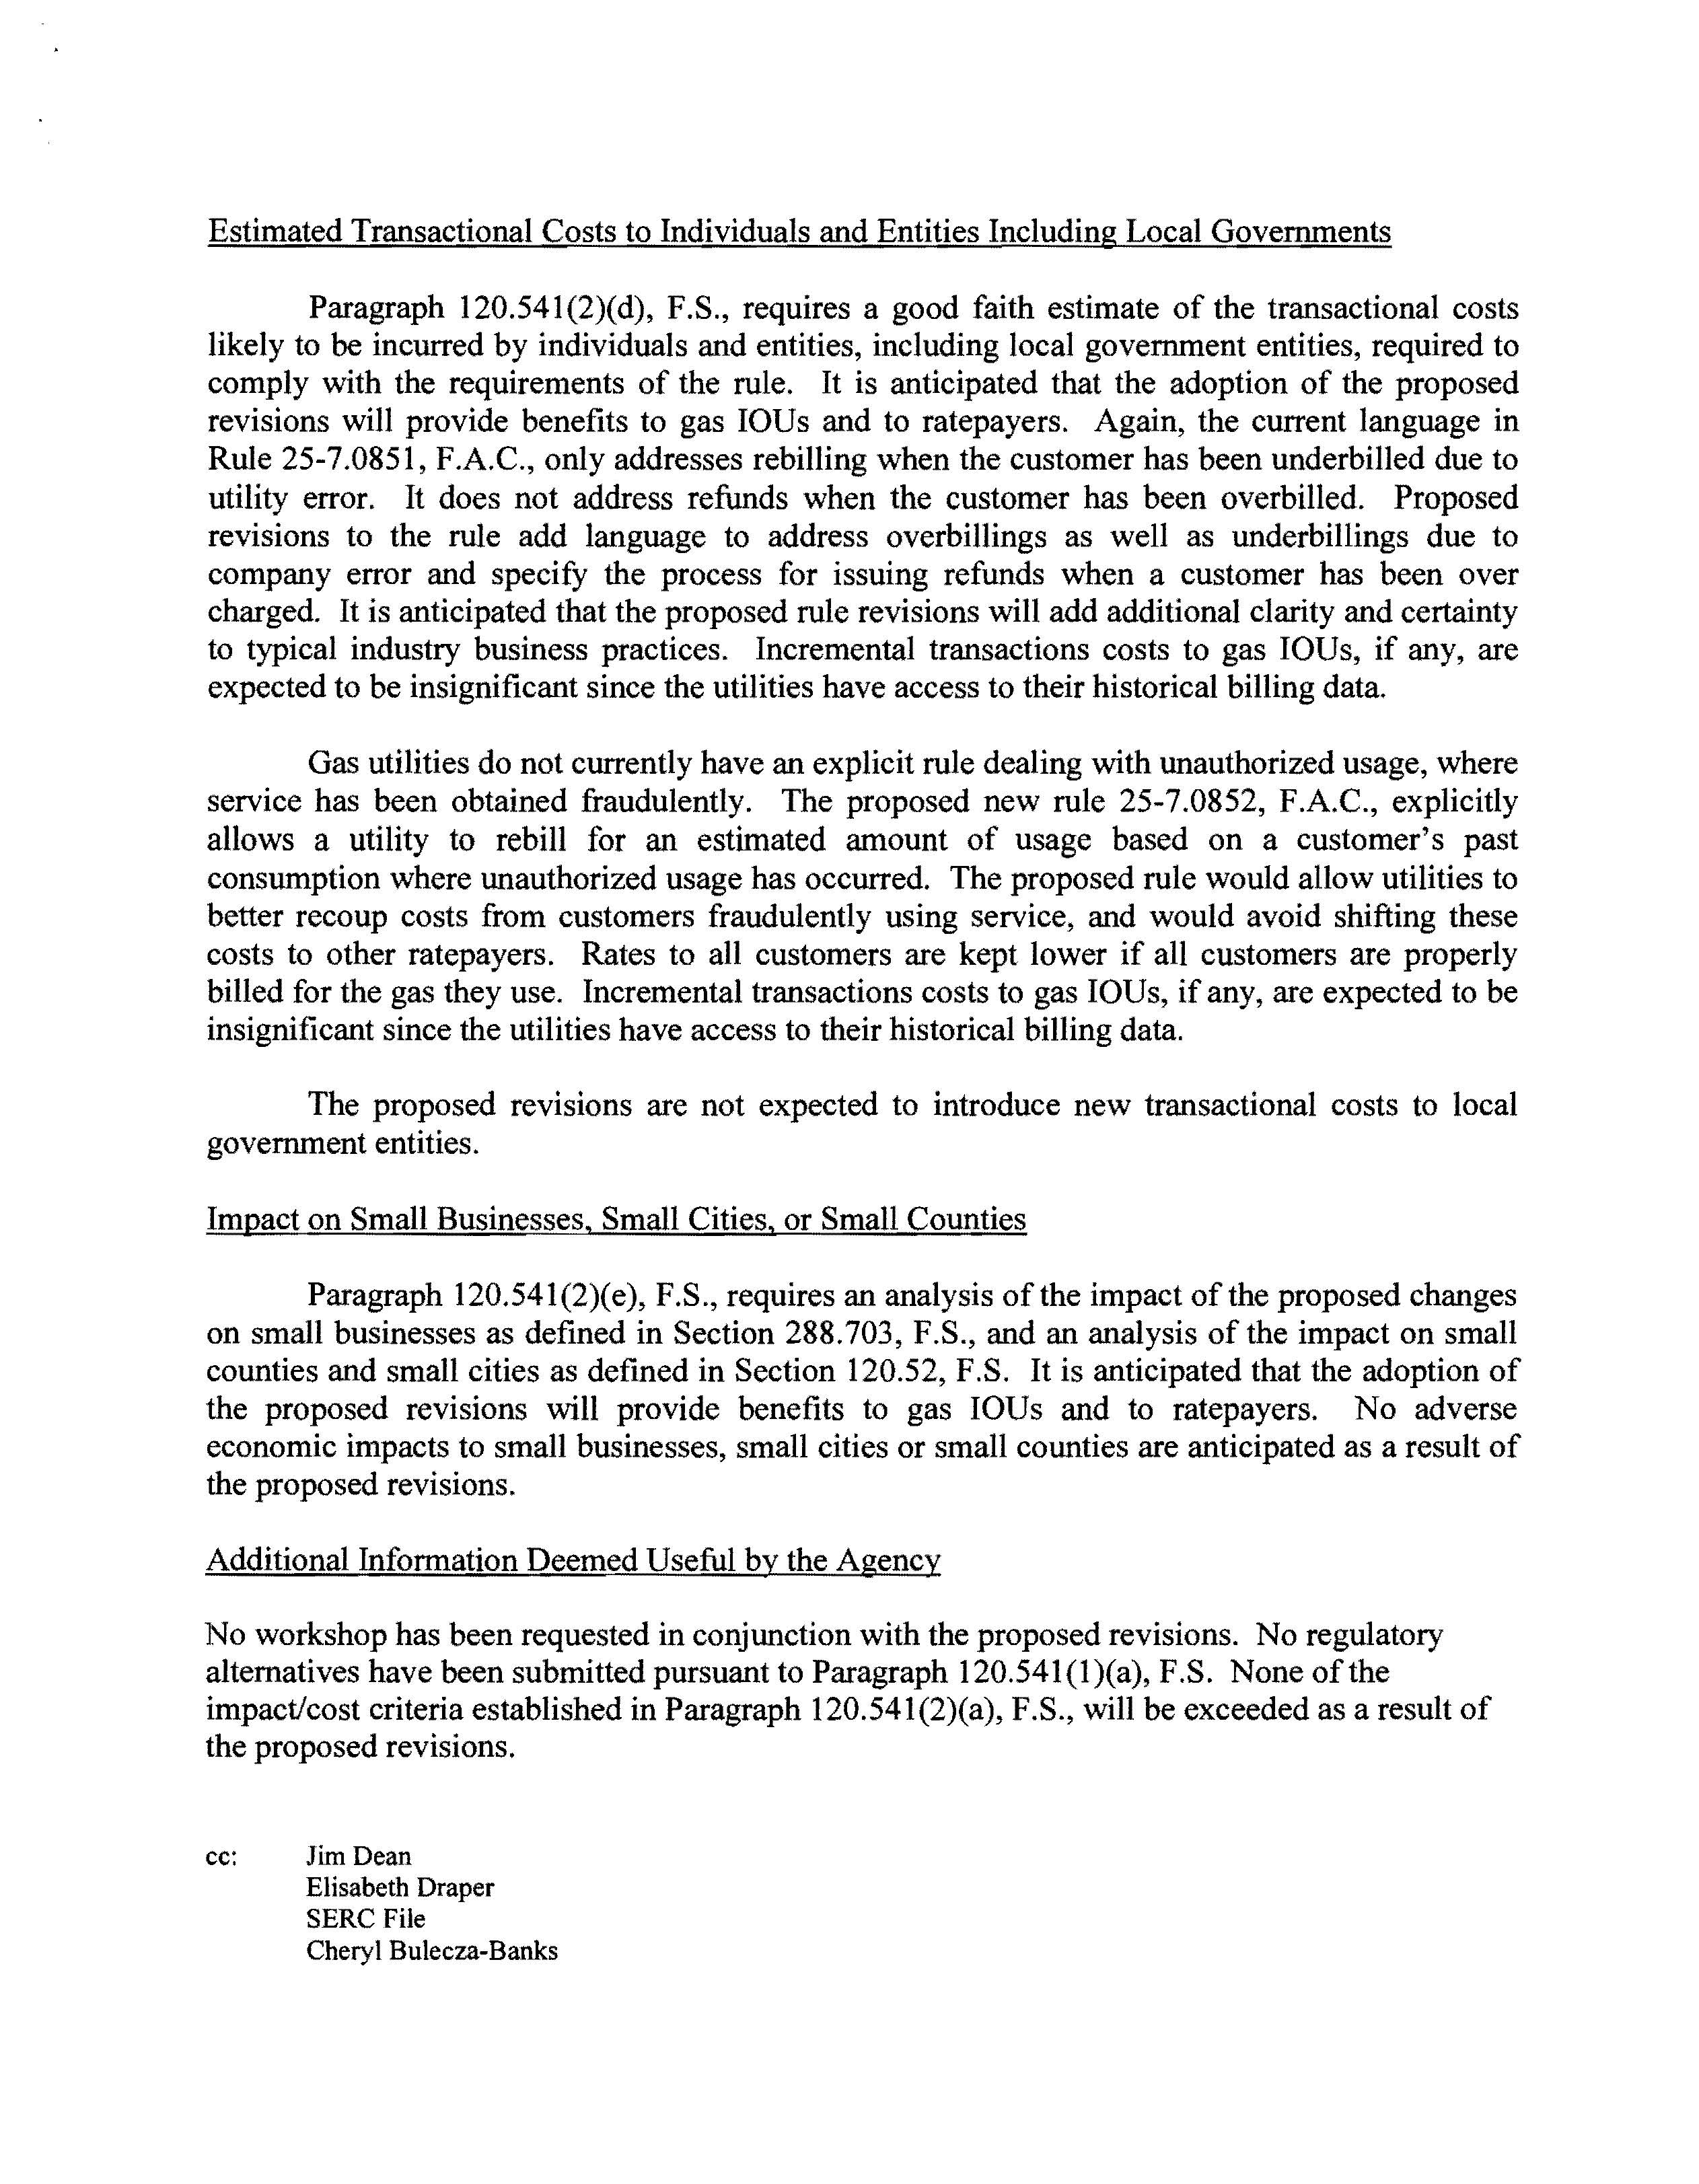 Estimated Transactional Costs to Individuals and Entities Including Local Governments
Paragraph 120.541(2)(d), F.S., requires a good faith estimate of the transactional costs
likely to be incurred by individuals and entities, including local government entities, required to
comply with the requirements of the rule. It is anticipated that the adoption of the proposed
revisions will provide benefits to gas IOUs and to ratepayers. Again, the current language in
Rule 25-7.0851, F.A.C., only addresses rebilling when the customer has been underbilled due to
utility error. It does not address refunds when the customer has been overbilled. Proposed
revisions to the rule add language to address overbillings as well as underbillings due to
company error and specify the process for issuing refunds when a customer has been over
charged. It is anticipated that the proposed rule revisions will add additional clarity and certainty
to typical industry business practices. Incremental transactions costs to gas IOUs, if any, are
expected to be insignificant since the utilities have access to their historical billing data.
Gas utilities do not currently have an explicit rule dealing with unauthorized usage, where
service has been obtained fraudulently. The proposed new rule 25-7.0852, F.A.C., explicitly
allows a utility to rebill for an estimated amount of usage based on a customer's past
consumption where unauthorized usage has occurred. The proposed rule would allow utilities to
better recoup costs from customers fraudulently using service, and would avoid shifting these
costs to other ratepayers. Rates to all customers are kept lower if all customers are properly
billed for the gas they use. Incremental transactions costs to gas IOUs, if any, are expected to be
insignificant since the utilities have access to their historical billing data.
The proposed revisions are not expected to introduce new transactional costs to local
government entities.
Impact on Small Businesses, Small Cities, or Small Counties
Paragraph 120.541(2)(e), F.S., requires an analysis of the impact of the proposed changes
on small businesses as defined in Section 288.703, F.S., and an analysis of the impact on small
counties and small cities as defined in Section 120.52, F.S. It is anticipated that the adoption of
the proposed revisions will provide benefits to gas IOUs and to ratepayers. No adverse
economic impacts to small businesses, small cities or small counties are anticipated as a result of
the proposed revisions.
Additional Information Deemed Useful by the Agency
No workshop has been requested in conjunction with the proposed revisions. No regulatory
alternatives have been submitted pursuant to Paragraph 120.541(1)(a), F.S. None of the
impact/cost criteria established in Paragraph 120.541(2)(a), F.S., will be exceeded as a result of
the proposed revisions.
cc: Jim Dean
Elisabeth Draper
SERC File
Cheryl Bulecza-Banks